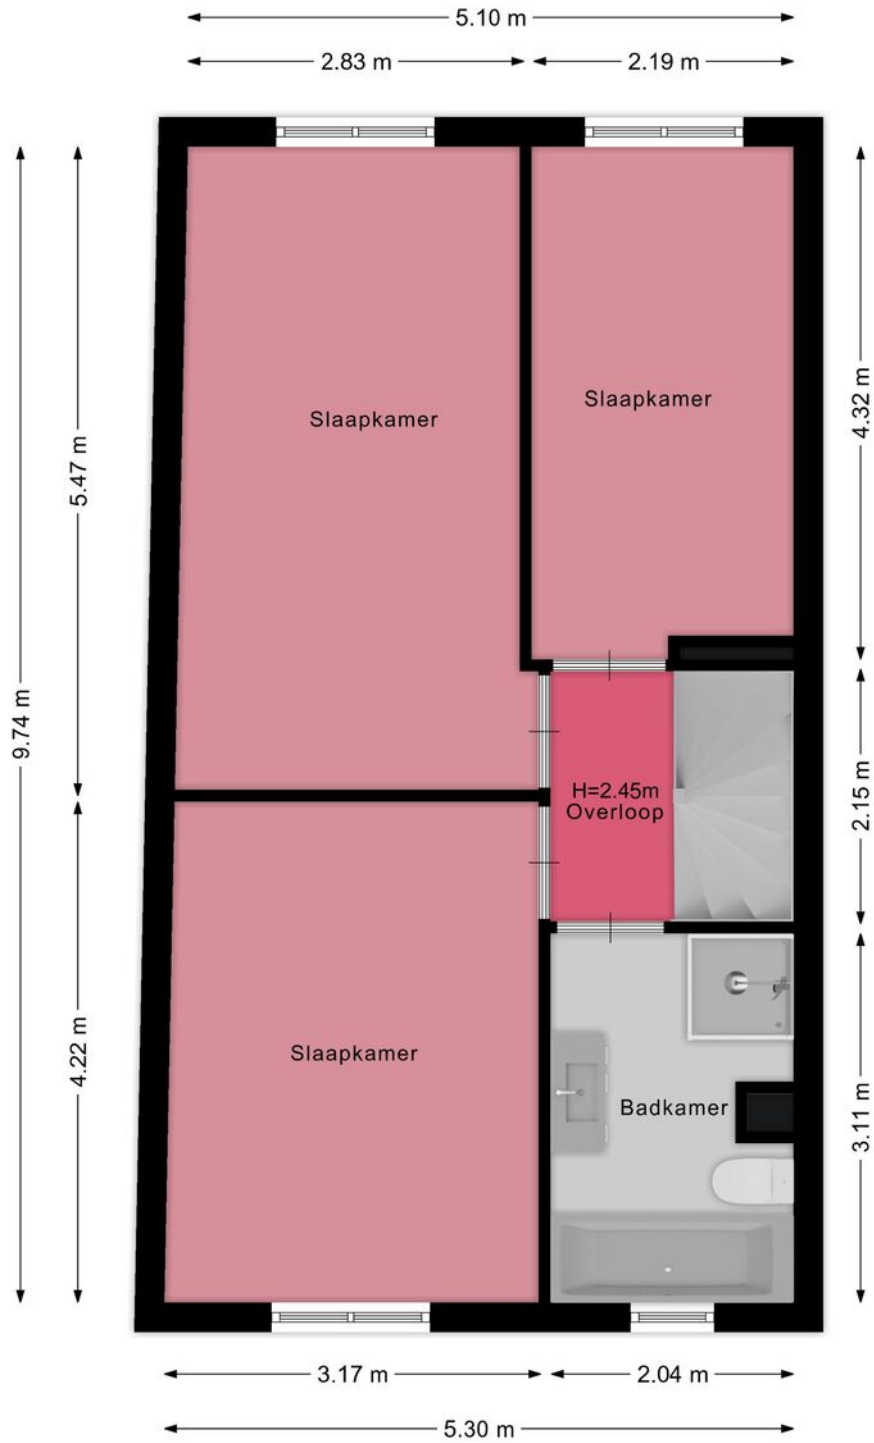 5.10 m
2.83 m
2.19 m
Slaapkamer
Slaapkamer
4.32 m
5.47 m
9.74 m
H=2.45m
Overloop
2.15 m
4.22 m
Slaapkamer
Badkamer
3.11 m
3.17 m
2.04 m
5.30 m